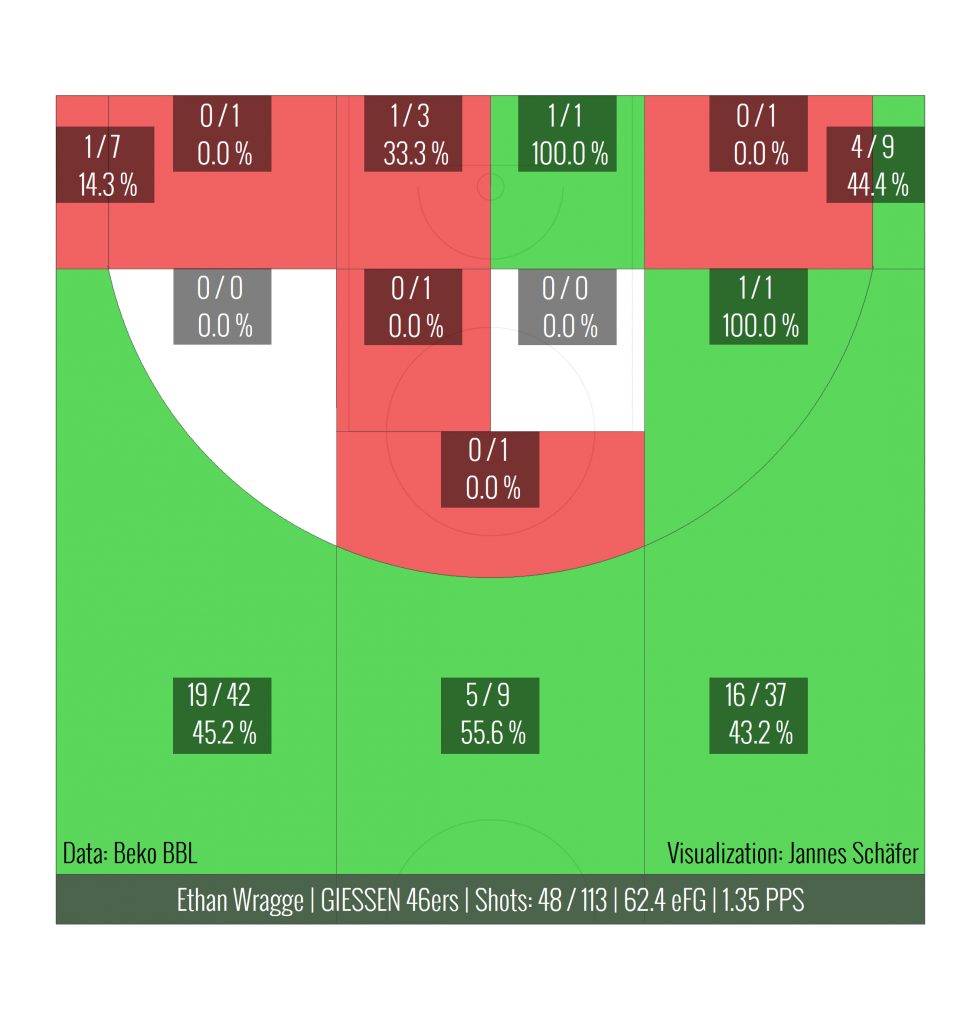 0 / 1
0.0 %
1 / 3
33.3 %
1 / 1
100.0 %
0 / 1
0.0 %
1 / 7
14.3 %
4 / 9
44.4 %
0 / 0
0.0 %
0 / 1
0.0 %
0 / 0
0.0 %
1 / 1
100.0 %
0 / 1
0.0 %
19 / 42
45.2 %
5 / 9
55.6 %
16 / 37
43.2 %
Data: Beko BBL
Visualization: Jannes Schäfer
Ethan Wragge | GIESSEN 46ers | Shots: 48 / 113 | 62.4 eFG | 1.35 PPS